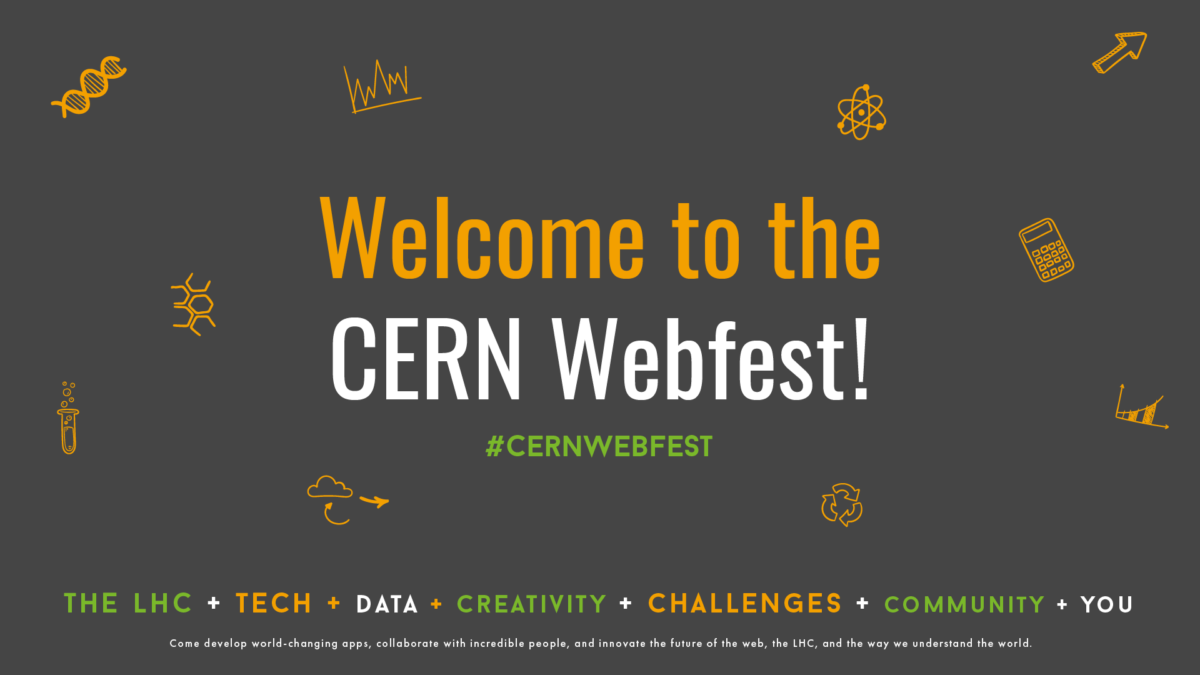 Welcome to the
CERN Webfest!
#CERNWEBFEST
THE LHC + TECH + DATA + CREATIVITY + CHALLENGES + COMMUNITY + YOU
Come develop world-changing apps, collaborate with incredible people, and innovate the future of the web, the LHC, and the way we understand the world.